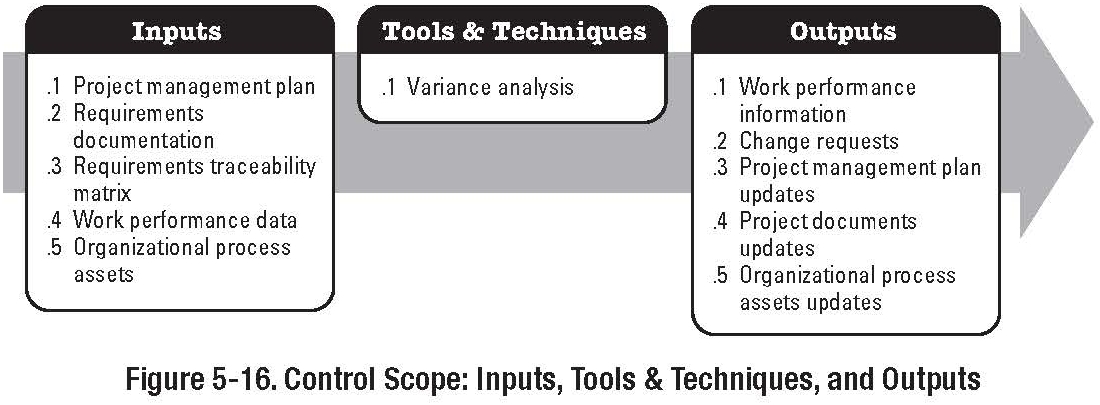 Inputs
.1 Project management plan
.2 Requirements
documentation
.3 Requirements traceability
matrix
.4 Work performance data
.5 Organizational process
assets
Tools & Techniques
.1 Variance analysis
Outputs
.1 Work performance
information
.2 Change requests
.3 Project management plan
updates
.4 Project documents
updates
.5 Organizational process
assets updates
Figure 5-16. Control Scope: Inputs, Tools & Techniques, and Outputs